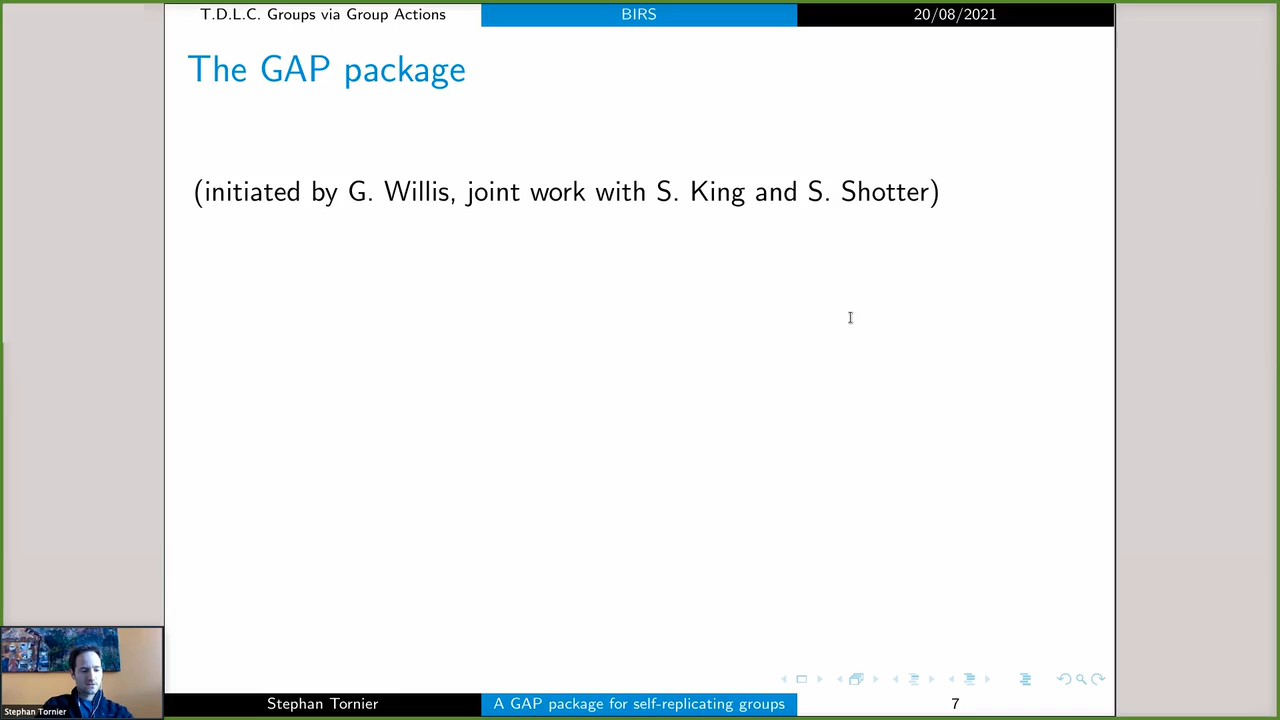 T.D.L.C. Groups via Group Actions BIRS 20/08/2021
The GAP package
(initiated by G. Willis, joint work with S. King and S. Shotter)
Stephan Tornier
Stephan Tornier A GAP package for self-replicating groups 7